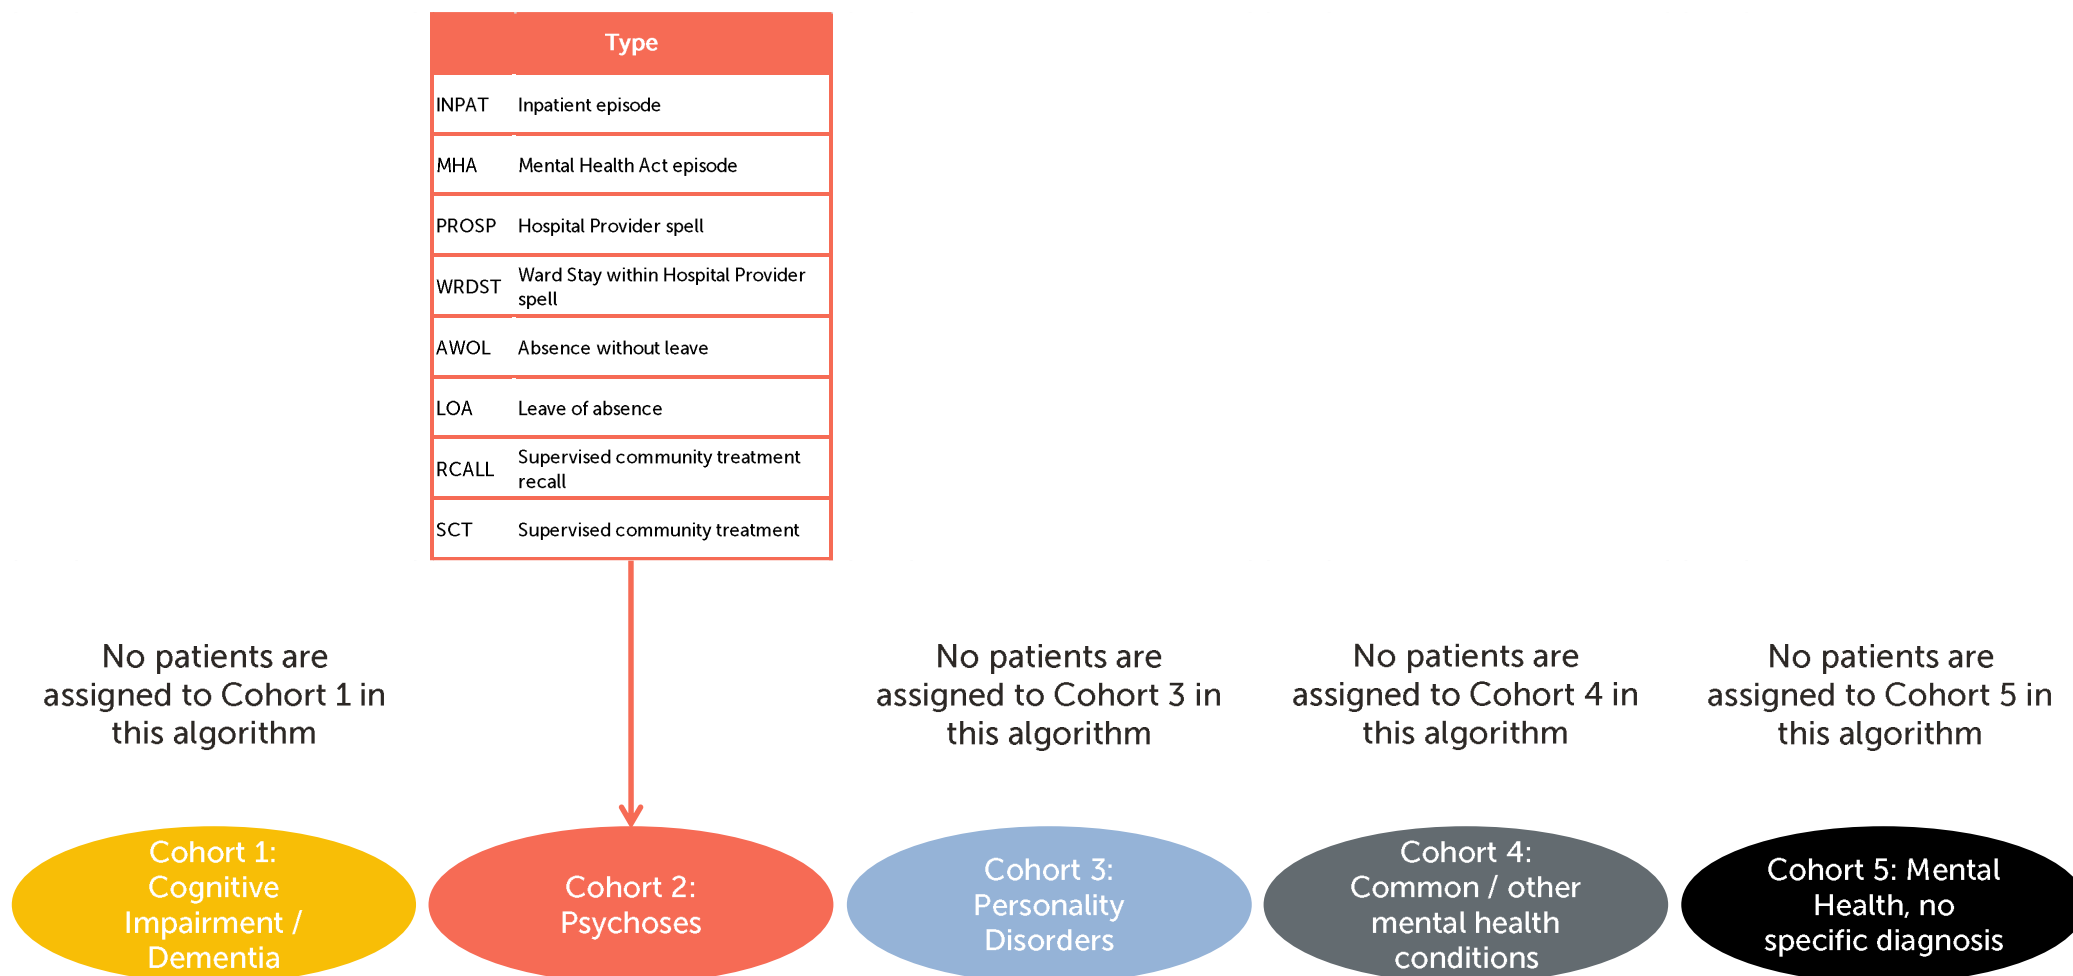 Type
INPAT Inpatient episode
MHA Mental Health Act episode
PROSP Hospital Provider spell
WRDST Ward Stay within Hospital Provider
spell
AWOL Absence without leave
LOA Leave of absence
RCALL Supervised community treatment
recall
SCT Supervised community treatment
No patients are
assigned to Cohort 1 in
this algorithm
No patients are
assigned to Cohort 3 in
this algorithm
No patients are
assigned to Cohort 4 in
this algorithm
No patients are
assigned to Cohort 5 in
this algorithm
Cohort 1:
Cognitive
Impairment /
Dementia
Cohort 2:
Psychoses
Cohort 3:
Personality
Disorders
Cohort 4:
Common / other
mental health
conditions
Cohort 5: Mental
Health, no
specific diagnosis